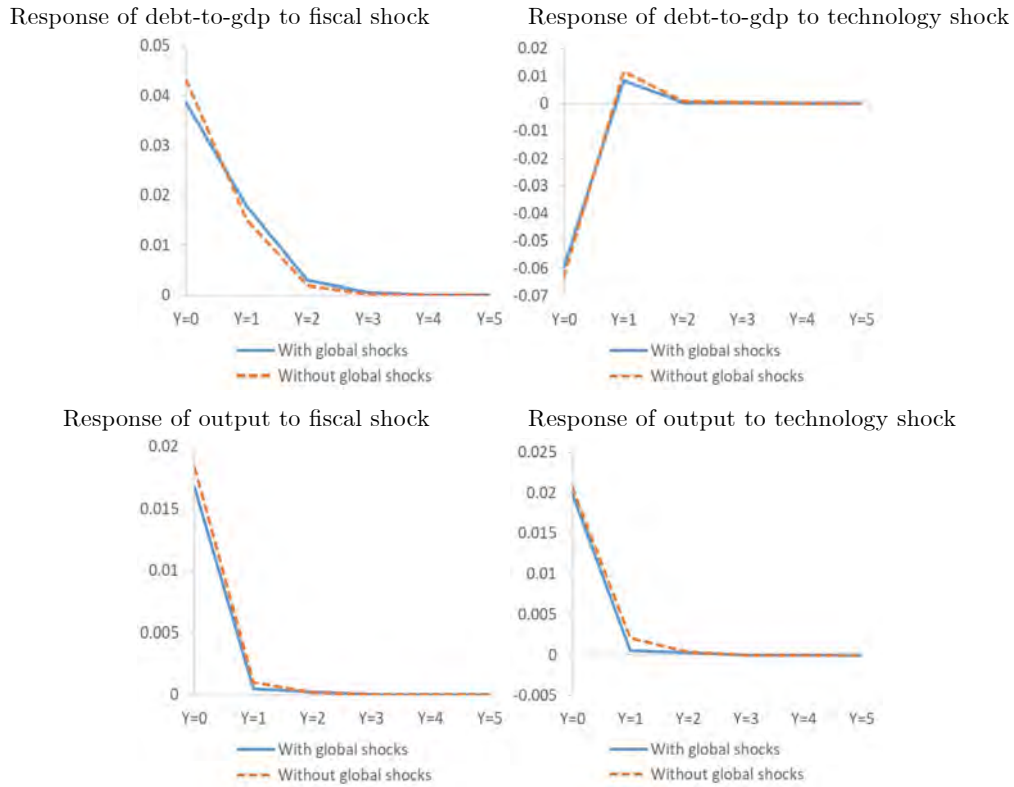 Response of debt-to-gdp to fiscal shock
0.05
0.04
0.03
0.02
0.01
0
Y=0 Y=1 Y=2 Y=3 Y=4 Y=5
With global shocks
Without global shocks
Response of debt-to-gdp to technology shock
0.02
0.01
0
-0.01
-0.02
-0.03
-0.04
-0.05
-0.06
-0.07
Y=0 Y=1 Y=2 Y=3 Y=4 Y=5
With global shocks
Without global shocks
Response of output to fiscal shock
0.02
0.015
0.01
0.005
0
Y=0 Y=1 Y=2 Y=3 Y=4 Y=5
With global shocks
Without global shocks
Response of output to technology shock
0.025
0.02
0.015
0.01
0.005
0
-0.005
Y=0 Y=1 Y=2 Y=3 Y=4 Y=5
With global shocks
Without global shocks